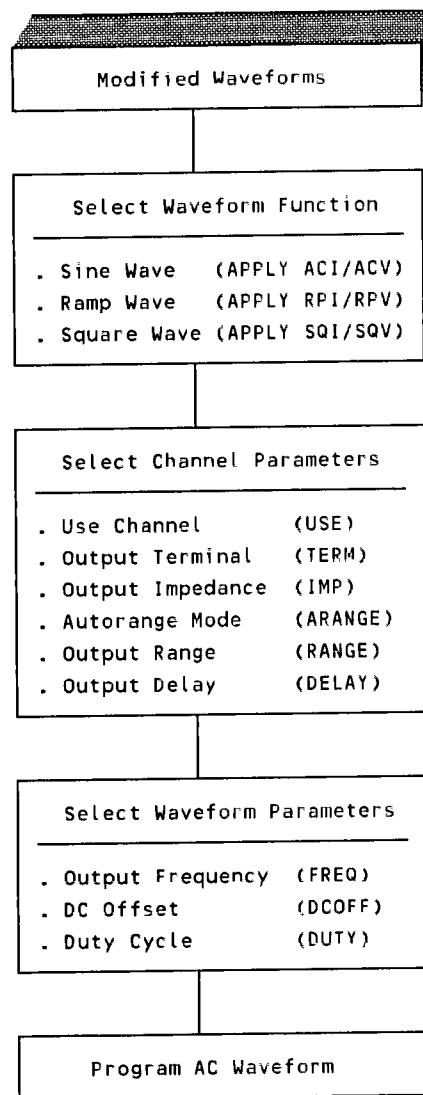 Modified Waveforms
Select Waveform Function
. Sine Wave (APPLY ACI/ACV)
. Ramp Wave (APPLY RPI/RPV)
. Square Wave (APPLY SQI/SQV)
Select Channel Parameters
. Use Channel (USE)
. Output Terminal (TERM)
. Output Impedance (IMP)
. Autorange Mode (ARANGE)
. Output Range (RANGE)
. Output Delay (DELAY)
Select Waveform Parameters
. Output Frequency (FREQ)
. DC Offset (DCOFF)
. Duty Cycle (DUTY)
Program AC Waveform